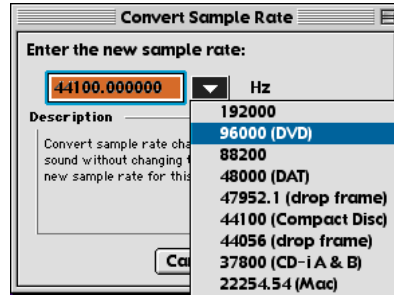 Convert Sample Rate
Enter the new sample rate:
44100.000000 Hz
192000
96000 (DVD)
88200
48000 (DAT)
47952.1 (drop frame)
44100 (Compact Disc)
44056 (drop frame)
37800 (CD-i A & B)
22254.54 (Mac)
Description
Convert sample rate
sound without changing
new sample rate for this